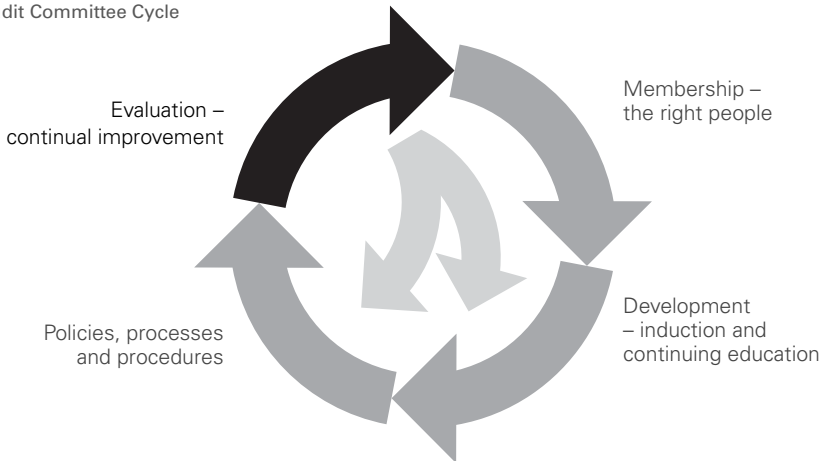 dit Committee Cycle
Evaluation –
continual improvement
Membership –
the right people
Development
– induction and
continuing education
Policies, processes
and procedures